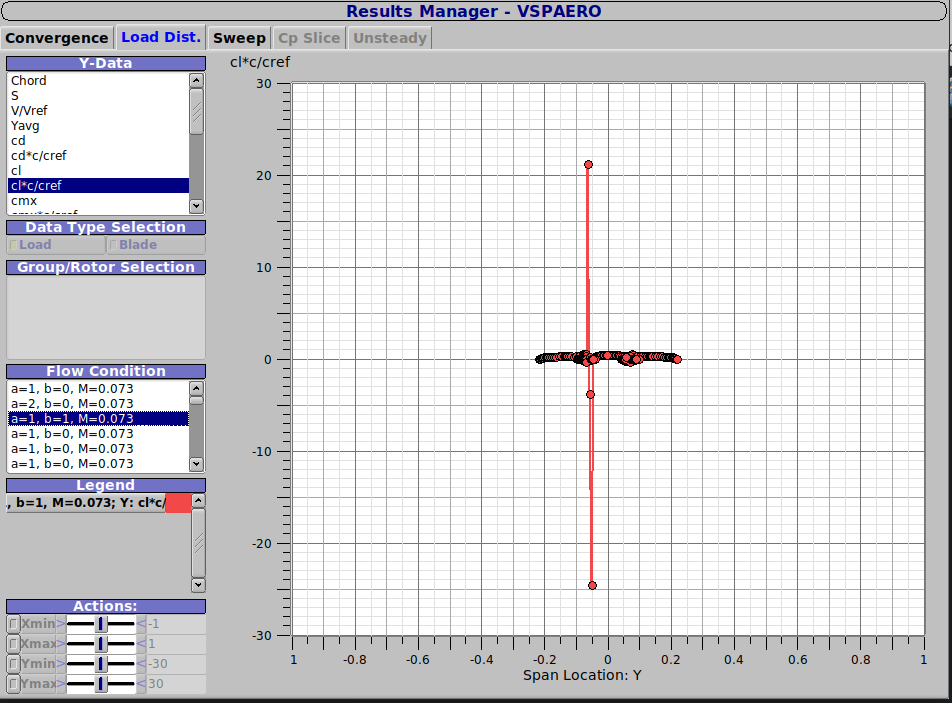 Results Manager - VSPAERO
Convergence Load Dist. Sweep Cp Slice Unsteady
Y-Data
Chord
S
V/Vref
Yavg
cd
cd*c/cref
cl
cl*c/cref
cmx
Data Type Selection
Load Blade
Group/Rotor Selection
Flow Condition
a=1, b=0, M=0.073
a=2, b=0, M=0.073
a=1, b=1, M=0.073
a=1, b=0, M=0.073
a=1, b=0, M=0.073
a=1, b=0, M=0.073
Legend
, b=1, M=0.073; Y: cl*c/
Actions:
Xmin > < -1
Xmax > < 1
Ymin > < -30
Ymax > < 30
cl*c/cref
30
20
10
0
-10
-20
-30
1 -0.8 -0.6 -0.4 -0.2 0 0.2 0.4 0.6 0.8 1
Span Location: Y